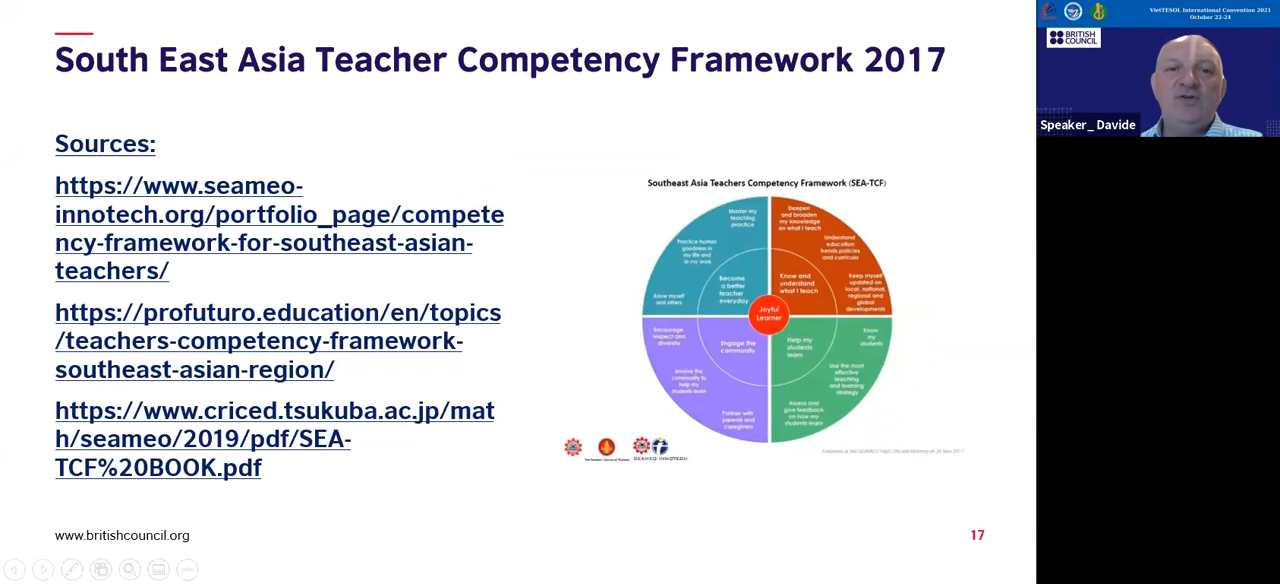 South East Asia Teacher Competency Framework 2017
Sources:
https://www.seameo-
innotech.org/portfolio_page/compete
ncy-framework-for-southeast-asian-
teachers/
https://profuturo.education/en/topics
/teachers-competency-framework-
southeast-asian-region/
https://www.criced.tsukuba.ac.jp/mat
h/seameo/2019/pdf/SEA-
TCF%20BOOK.pdf
Southeast Asia Teachers Competency Framework (SEA-TCF)
Master my
teaching
practice
Practice human
goodness in
my life and
in my work
Know myself
and others
Become
a better
teacher
everyday
Deepen
and broaden
my knowledge
on what I teach
Understand
education
trends, policies
and curricula
Keep myself
updated on
local, national,
regional and
global
developments
Know and
understand
what I teach
Joyful
Learner
Encourage
respect and
diversity
Involve the
community to
help my
students learn
Partner with
parents and
caregivers
Engage the
community
Help my
students
learn
Know
my
students
Use the most
effective
teaching
and learning
strategy
Assess and
give feedback
on how my
students learn
The Teachers' Council of Thailand
SEAMEO INNOTECH
www.britishcouncil.org
17
VietTESOL International Convention 2021
October 22-24
BRITISH
COUNCIL
Speaker_ Davide